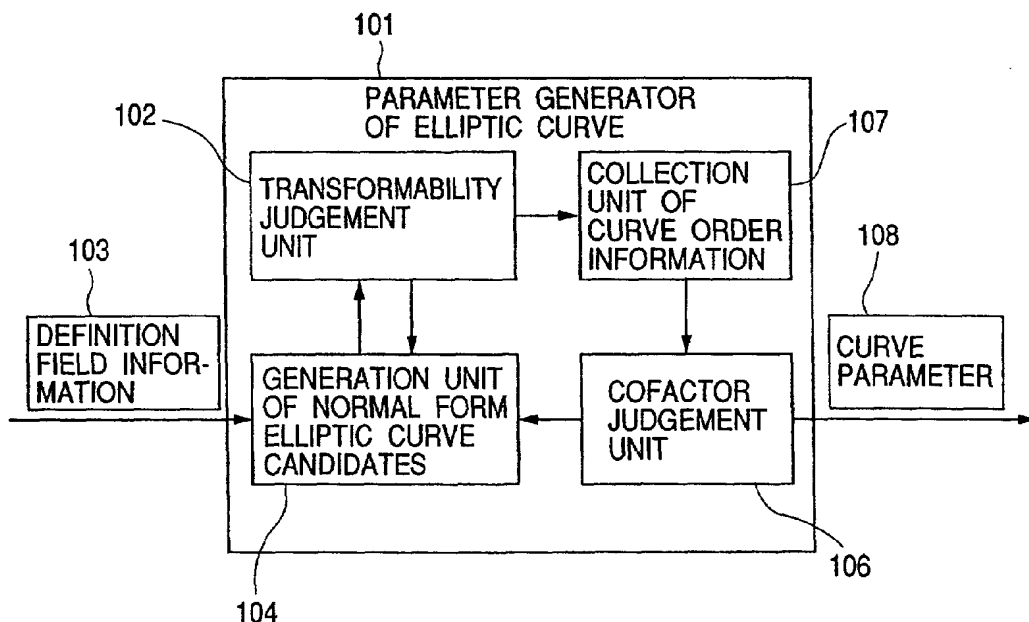 101
PARAMETER GENERATOR
OF ELLIPTIC CURVE
102
107
TRANSFORMABILITY
JUDGEMENT
UNIT
COLLECTION
UNIT OF
CURVE ORDER
INFORMATION
103
108
DEFINITION
FIELD INFOR-
MATION
CURVE
PARAMETER
GENERATION UNIT
OF NORMAL FORM
ELLIPTIC CURVE
CANDIDATES
COFACTOR
JUDGEMENT
UNIT
104
106